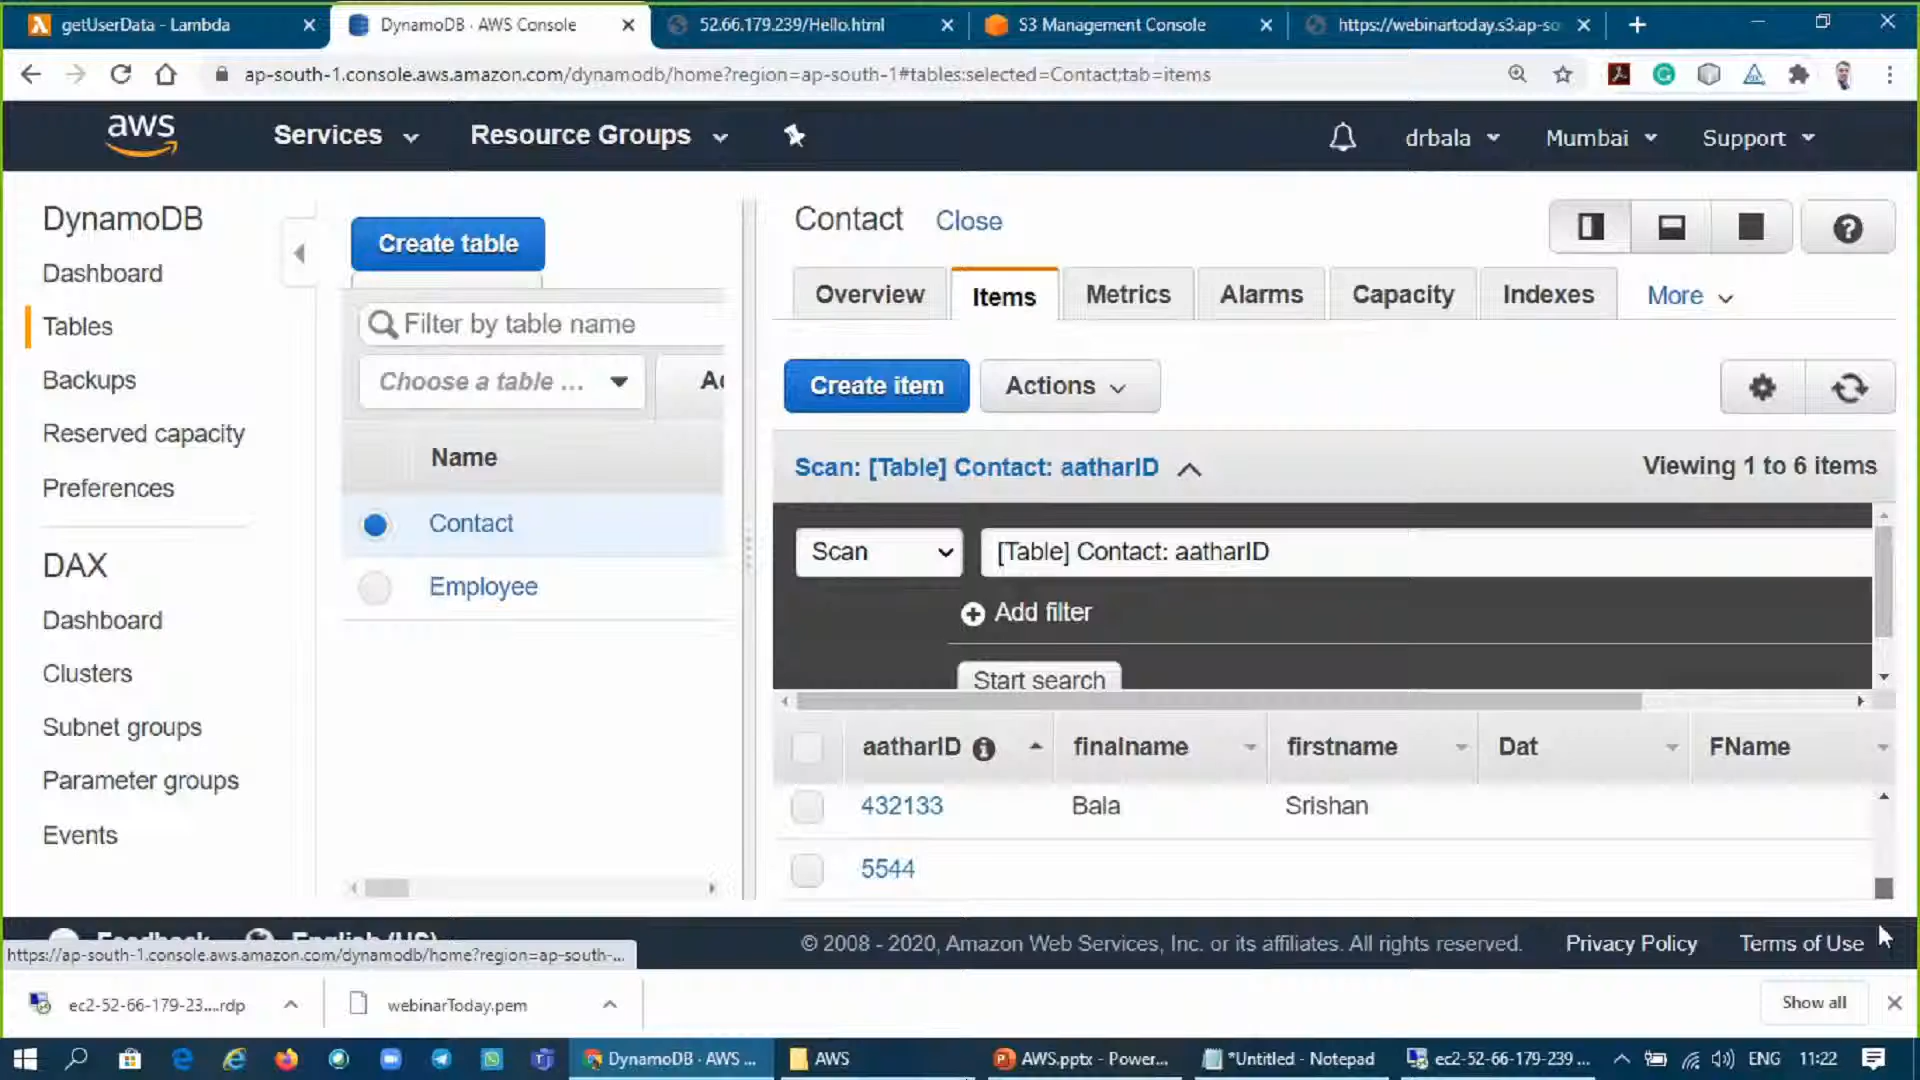 getUserData - Lambda
DynamoDB · AWS Console
52.66.179.239/Hello.html
S3 Management Console
https://webinartoday.s3.ap-so
ap-south-1.console.aws.amazon.com/dynamodb/home?region=ap-south-1#tables:selected=Contact;tab=items
aws
Services
Resource Groups
drbala
Mumbai
Support
DynamoDB
Dashboard
Tables
Backups
Reserved capacity
Preferences
DAX
Dashboard
Clusters
Subnet groups
Parameter groups
Events
Create table
Filter by table name
Choose a table ...
Ac
Name
Contact
Employee
Contact
Close
Overview
Items
Metrics
Alarms
Capacity
Indexes
More
Create item
Actions
Scan: [Table] Contact: aatharID
Viewing 1 to 6 items
Scan
[Table] Contact: aatharID
Add filter
Start search
aatharID
finalname
firstname
Dat
FName
432133
Bala
Srishan
5544
Feedback
English (US)
© 2008 - 2020, Amazon Web Services, Inc. or its affiliates. All rights reserved.
Privacy Policy
Terms of Use
https://ap-south-1.console.aws.amazon.com/dynamodb/home?region=ap-south-...
ec2-52-66-179-23....rdp
webinarToday.pem
Show all
DynamoDB · AWS ...
AWS
AWS.pptx - Power...
*Untitled - Notepad
ec2-52-66-179-239 ...
ENG
11:22